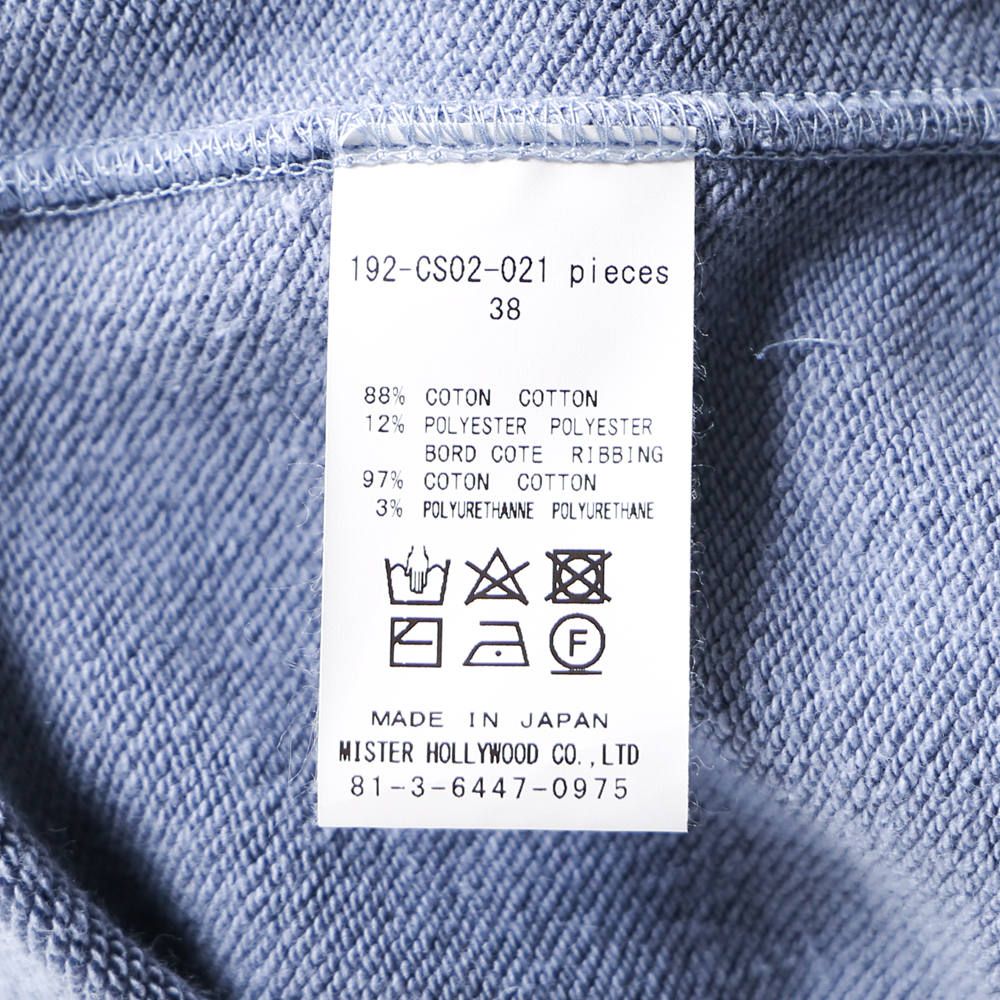 192-CS02-021 pieces
38
88% COTON COTTON
12% POLYESTER POLYESTER
BORD COTE RIBBING
97% COTON COTTON
3% POLYURETHANNE POLYURETHANE
F
MADE IN JAPAN
MISTER HOLLYWOOD CO.,LTD
81-3-6447-0975